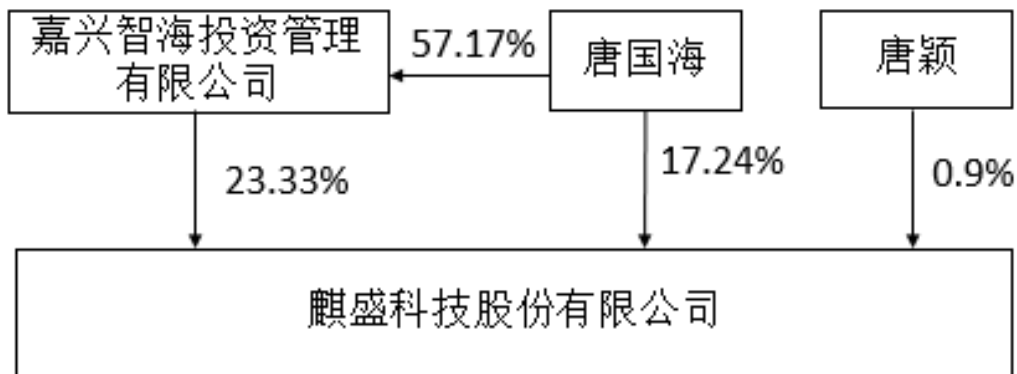 嘉兴智海投资管理
有限公司
57.17%
唐国海
唐颖
23.33%
17.24%
0.9%
麒盛科技股份有限公司